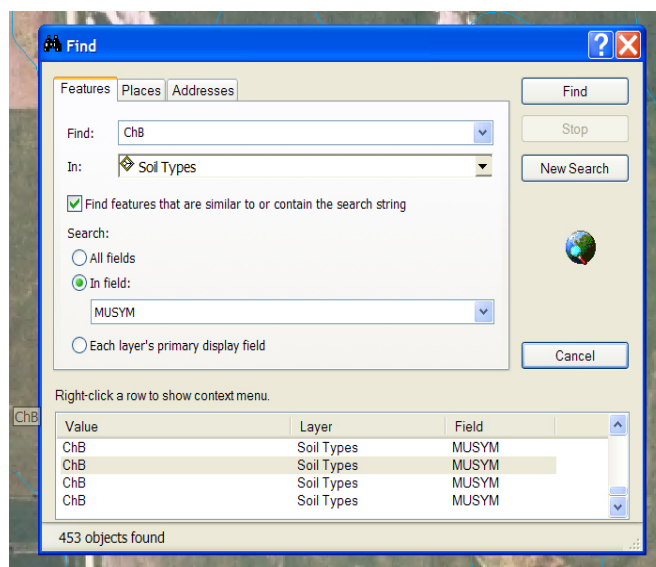 Find
Features Places Addresses
Find
Find: ChB
Stop
In: Soil Types
New Search
Find features that are similar to or contain the search string
Search:
All fields
In field:
MUSYM
Each layer's primary display field
Cancel
Right-click a row to show context menu.
ChB
Value Layer Field
ChB Soil Types MUSYM
ChB Soil Types MUSYM
ChB Soil Types MUSYM
ChB Soil Types MUSYM
453 objects found